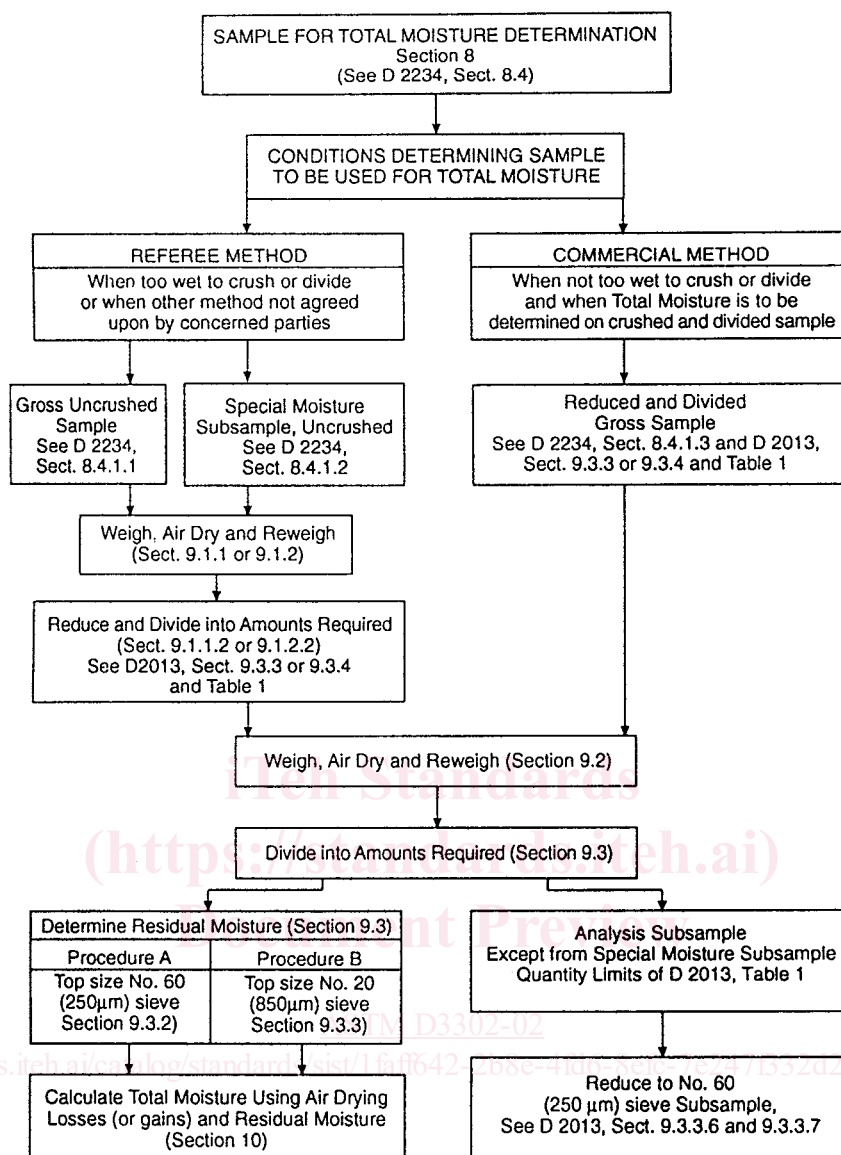 SAMPLE FOR TOTAL MOISTURE DETERMINATION
Section 8
(See D 2234, Sect. 8.4)
CONDITIONS DETERMINING SAMPLE
TO BE USED FOR TOTAL MOISTURE
REFEREE METHOD
When too wet to crush or divide
or when other method not agreed
upon by concerned parties
COMMERCIAL METHOD
When not too wet to crush or divide
and when Total Moisture is to be
determined on crushed and divided sample
Gross Uncrushed
Sample
See D 2234,
Sect. 8.4.1.1
Special Moisture
Subsample, Uncrushed
See D 2234,
Sect. 8.4.1.2
Reduced and Divided
Gross Sample
See D 2234, Sect. 8.4.1.3 and D 2013,
Sect. 9.3.3 or 9.3.4 and Table 1
Weigh, Air Dry and Reweigh
(Sect. 9.1.1 or 9.1.2)
Reduce and Divide into Amounts Required
(Sect. 9.1.1.2 or 9.1.2.2)
See D2013, Sect. 9.3.3 or 9.3.4
and Table 1
Weigh, Air Dry and Reweigh (Section 9.2)
iTeh Standards
(https://standards.iteh.ai)
Divide into Amounts Required (Section 9.3)
Document Preview
Determine Residual Moisture (Section 9.3)
Procedure A
Top size No. 60
(250µm) sieve
Section 9.3.2)
Procedure B
Top size No. 20
(850µm) sieve
Section 9.3.3)
Analysis Subsample
Except from Special Moisture Subsample
Quantity Limits of D 2013, Table 1
ASTM D3302-02
Calculate Total Moisture Using Air Drying
Losses (or gains) and Residual Moisture
(Section 10)
Reduce to No. 60
(250 µm) sieve Subsample,
See D 2013, Sect. 9.3.3.6 and 9.3.3.7